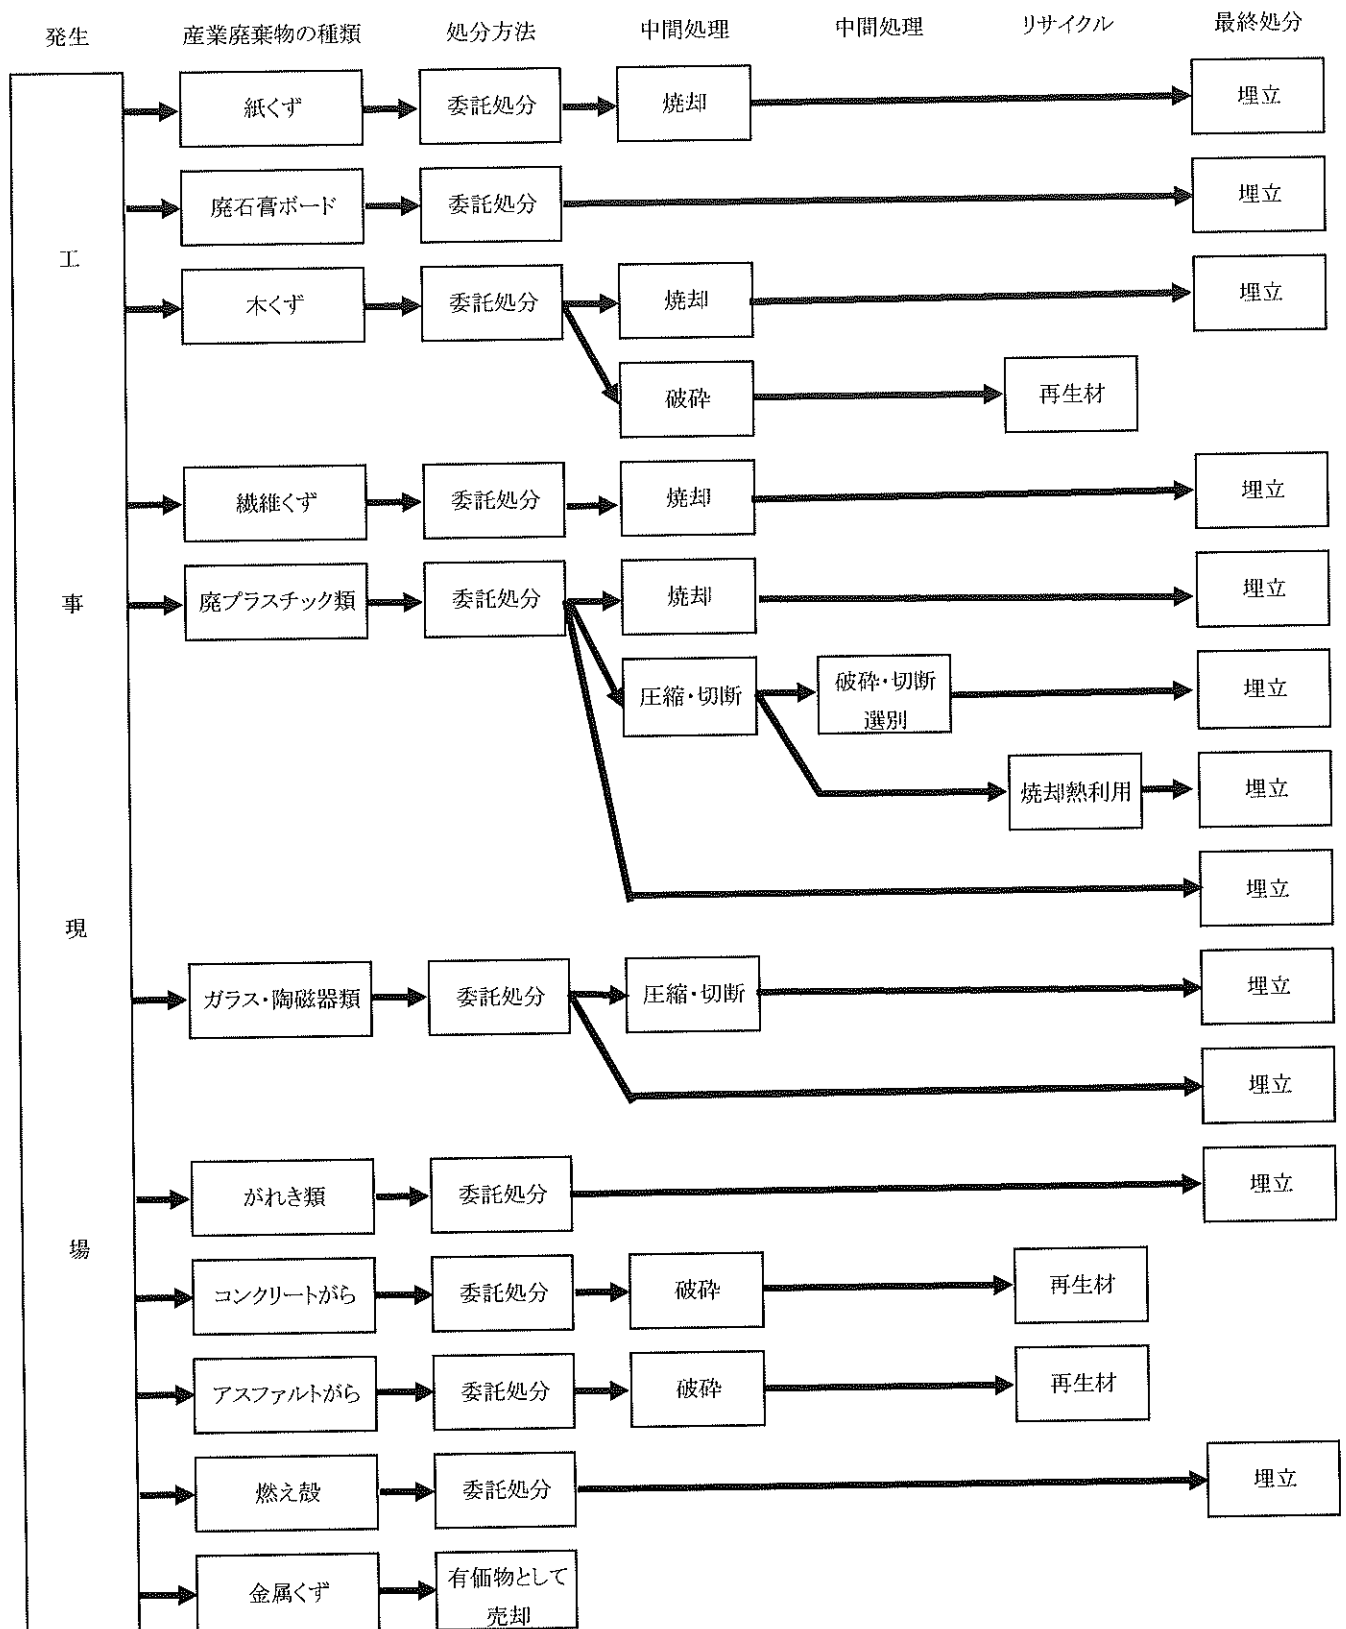 発生 産業廃棄物の種類 処分方法 中間処理 中間処理 リサイクル 最終処分
紙くず 委託処分 焼却 埋立
廃石膏ボード 委託処分 埋立
工
木くず 委託処分 焼却 埋立
破砕 再生材
繊維くず 委託処分 焼却 埋立
事
廃プラスチック類 委託処分 焼却 埋立
圧縮・切断 破砕・切断 埋立
選別
焼却熱利用 埋立
埋立
現
ガラス・陶磁器類 委託処分 圧縮・切断 埋立
埋立
がれき類 委託処分 埋立
場
コンクリートがら 委託処分 破砕 再生材
アスファルトがら 委託処分 破砕 再生材
燃え殻 委託処分 埋立
金属くず 有価物として
売却